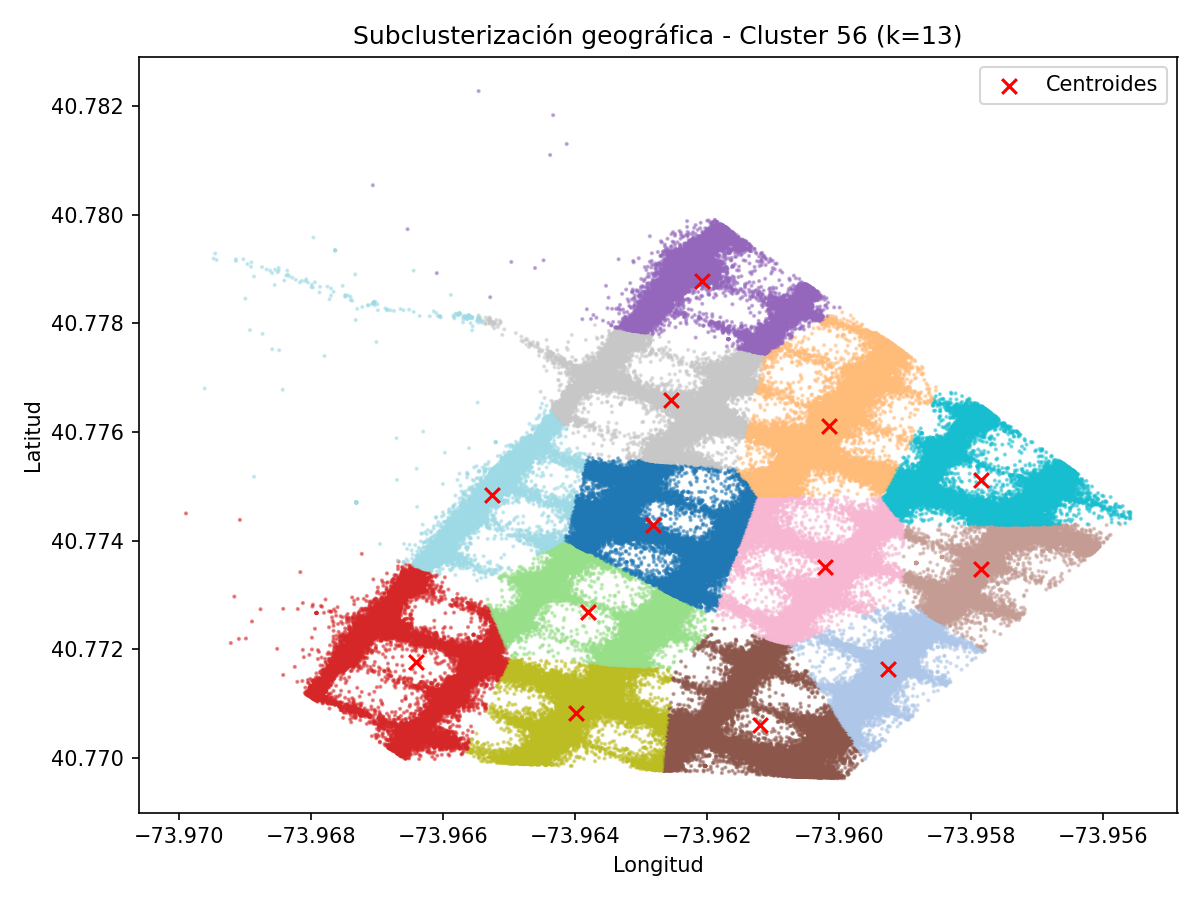 Subclusterización geográfica - Cluster 56 (k=13)
Centroides
40.782
40.780
40.778
40.776
40.774
40.772
40.770
Latitud
−73.970 −73.968 −73.966 −73.964 −73.962 −73.960 −73.958 −73.956
Longitud